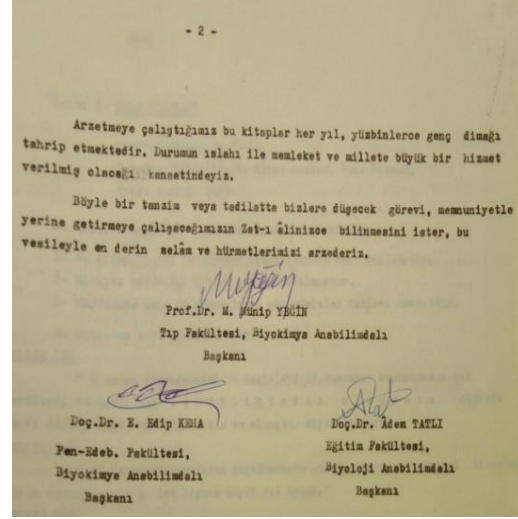 - 2 -
Arzetmeye çalıştığımız bu kitaplar her yıl, yüzbinlerce genç dimağı
tahrip etmektedir. Durumun ıslahı ile memleket ve millete büyük bir hizmet
verilmiş olacağı kanaatindeyiz.
Böyle bir tanzim veya tadilatta bizlere düşecek görevi, memnuniyetle
yerine getirmeye çalışacağımızın Zat-ı âlinizce bilinmesini ister, bu
vesileyle en derin selâm ve hürmetlerimizi arzederiz.
Prof.Dr. M. Münip YEĞİN
Tıp Fakültesi, Biyokimya Anabilimdalı
Başkanı
Doç.Dr. E. Edip KEHA
Fen-Edeb. Fakültesi,
Biyokimya Anabilimdalı
Başkanı
Doç.Dr. Âdem TATLI
Eğitim Fakültesi,
Biyoloji Anabilimdalı
Başkanı